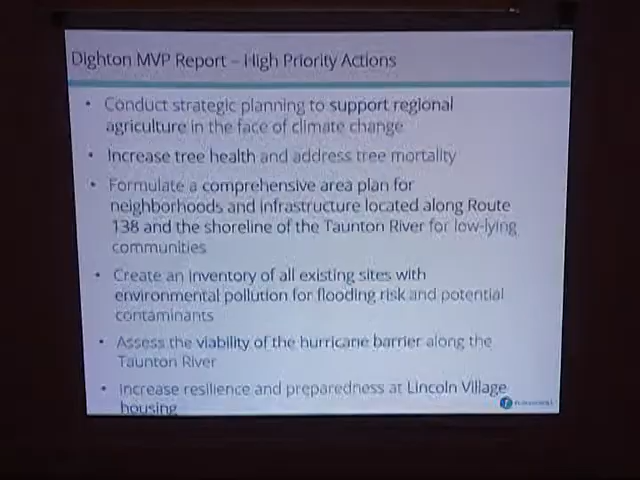 Dighton MVP Report – High Priority Actions
• Conduct strategic planning to support regional
agriculture in the face of climate change
• Increase tree health and address tree mortality
• Formulate a comprehensive area plan for
neighborhoods and infrastructure located along Route
138 and the shoreline of the Taunton River for low-lying
communities
• Create an inventory of all existing sites with
environmental pollution for flooding risk and potential
contaminants
• Assess the viability of the hurricane barrier along the
Taunton River
• Increase resilience and preparedness at Lincoln Village
housing